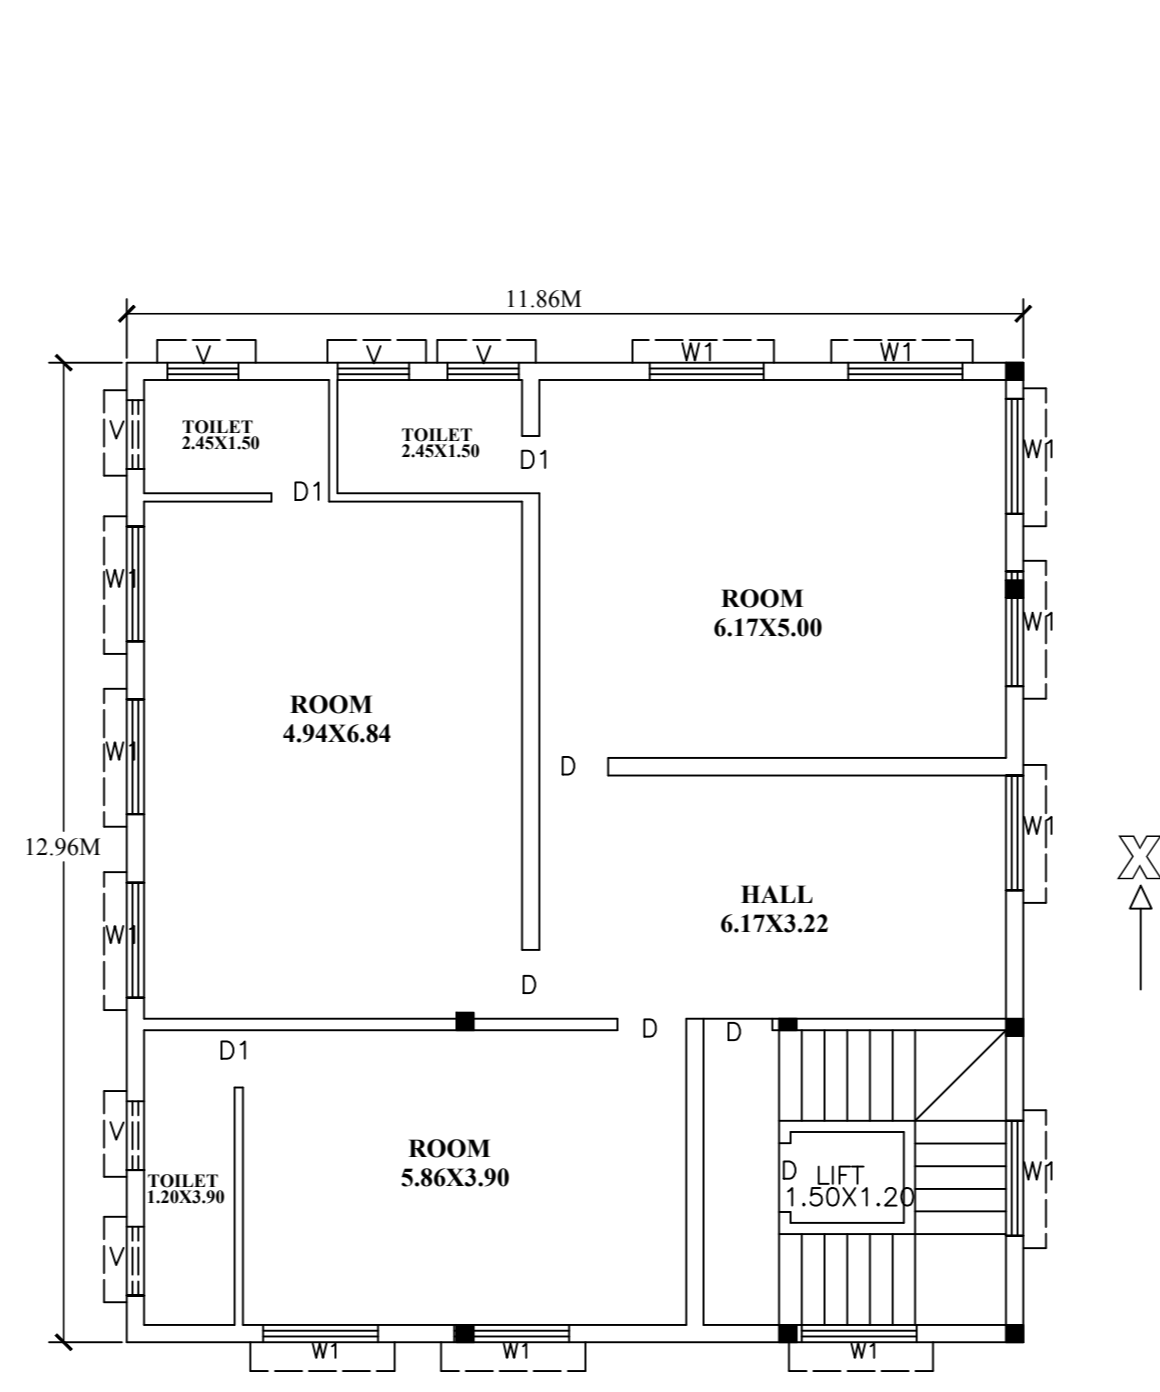 11.86M
V
V
V
W1
W1
V
TOILET
2.45X1.50
TOILET
2.45X1.50
W1
D1
D1
W1
ROOM
6.17X5.00
W1
ROOM
4.94X6.84
W1
D
W1
12.96M
X
HALL
6.17X3.22
W1
D
D
D
D1
V
ROOM
5.86X3.90
W1
D
LIFT
1.50X1.20
TOILET
1.20X3.90
V
W1
W1
W1